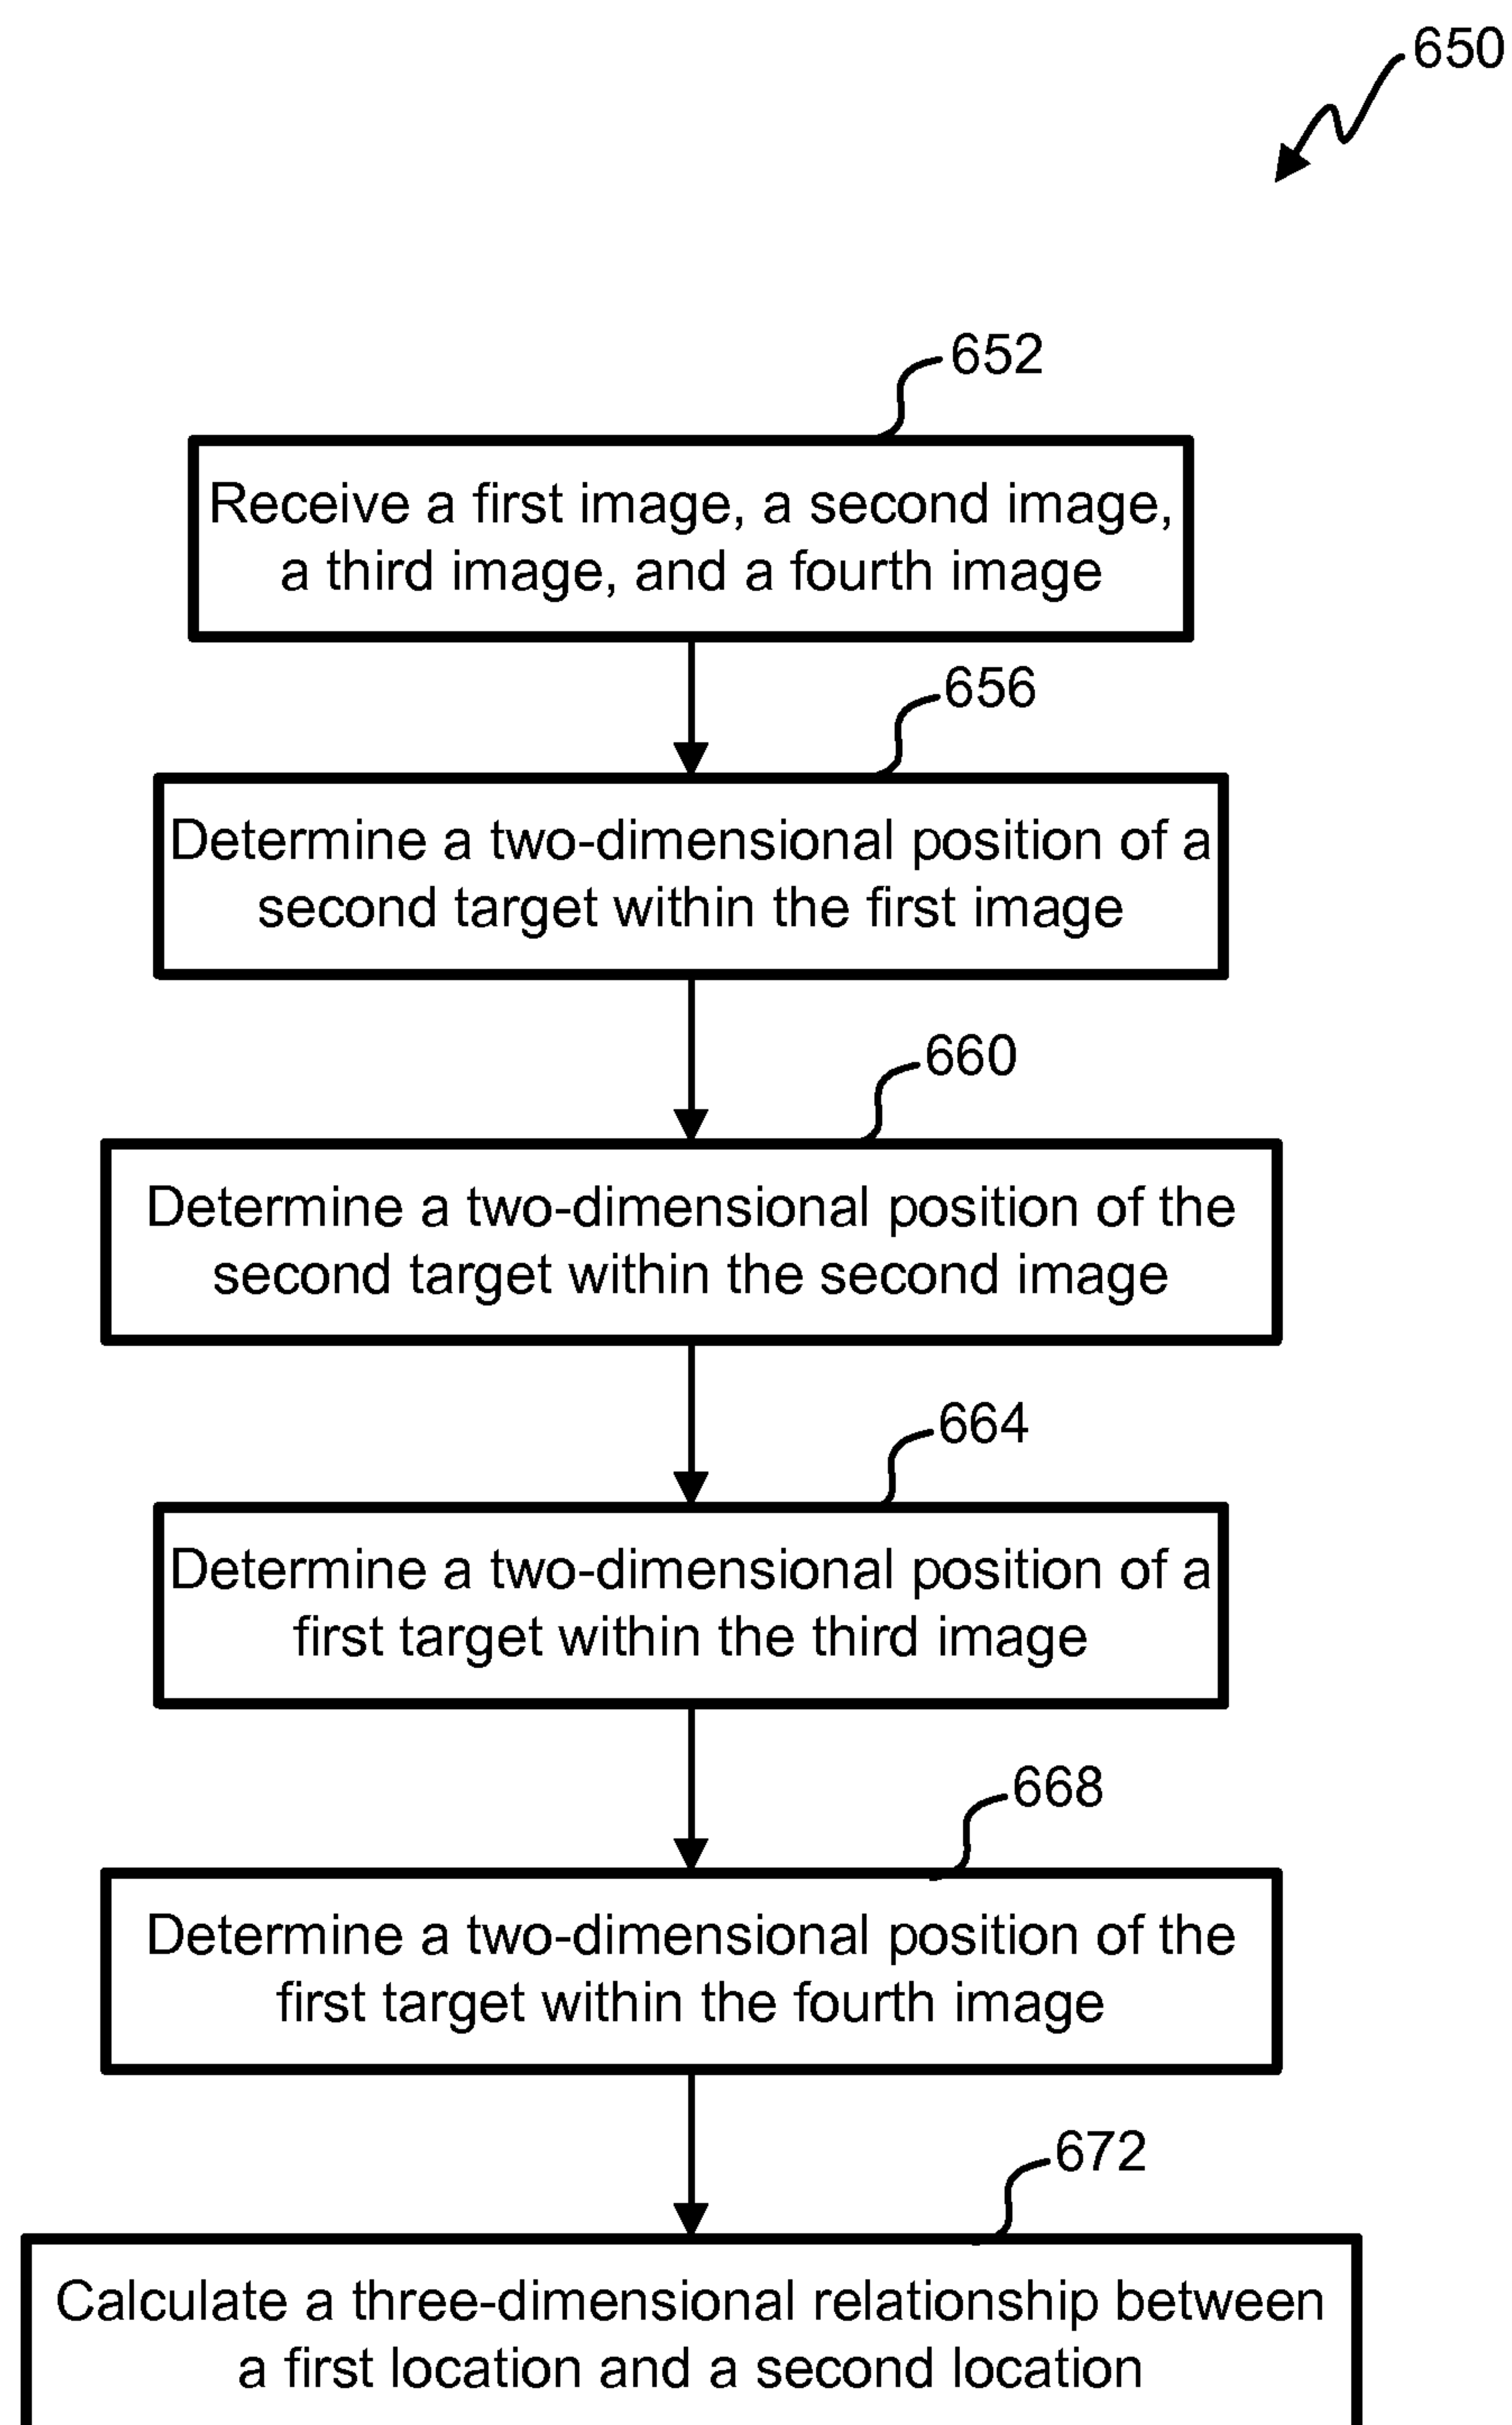 650
652
Receive a first image, a second image,
a third image, and a fourth image
656
Determine a two-dimensional position of a
second target within the first image
660
Determine a two-dimensional position of the
second target within the second image
664
Determine a two-dimensional position of a
first target within the third image
668
Determine a two-dimensional position of the
first target within the fourth image
672
Calculate a three-dimensional relationship between
a first location and a second location